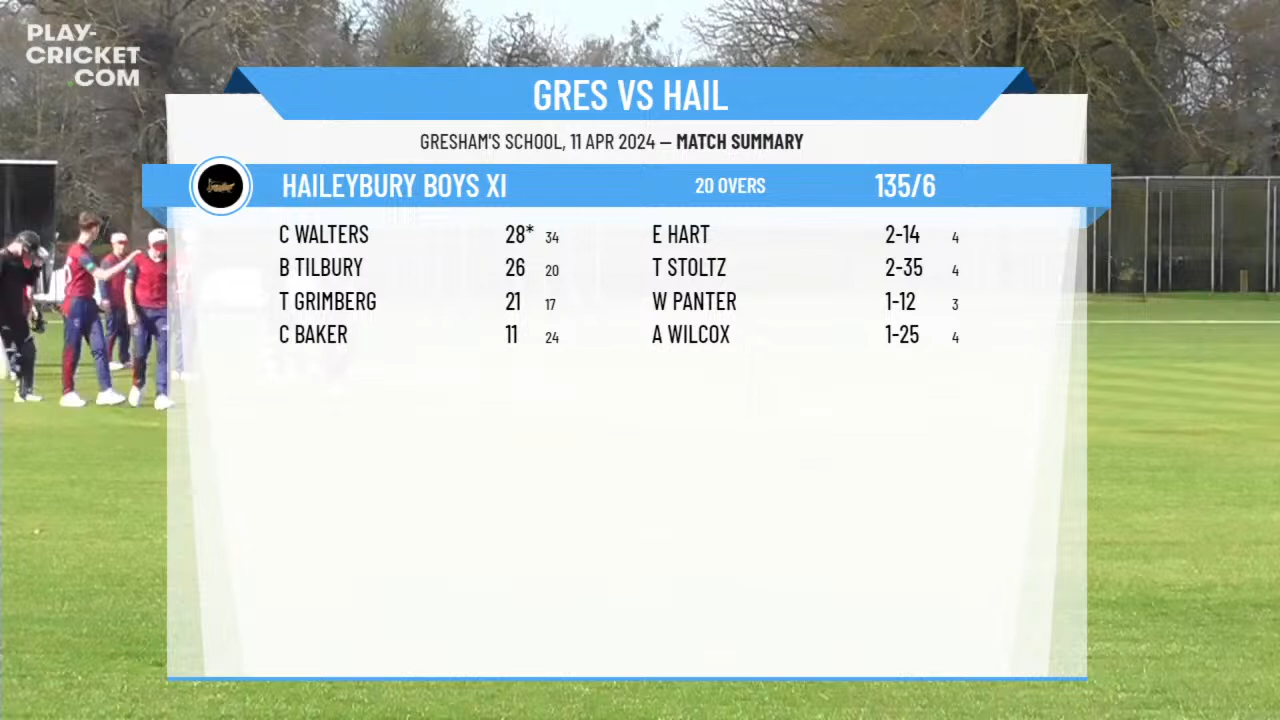 PLAY-
CRICKET
.COM
GRES VS HAIL
GRESHAM'S SCHOOL, 11 APR 2024 – MATCH SUMMARY
HAILEYBURY BOYS XI 20 OVERS 135/6
C WALTERS 28* 34 E HART 2-14 4
B TILBURY 26 20 T STOLTZ 2-35 4
T GRIMBERG 21 17 W PANTER 1-12 3
C BAKER 11 24 A WILCOX 1-25 4